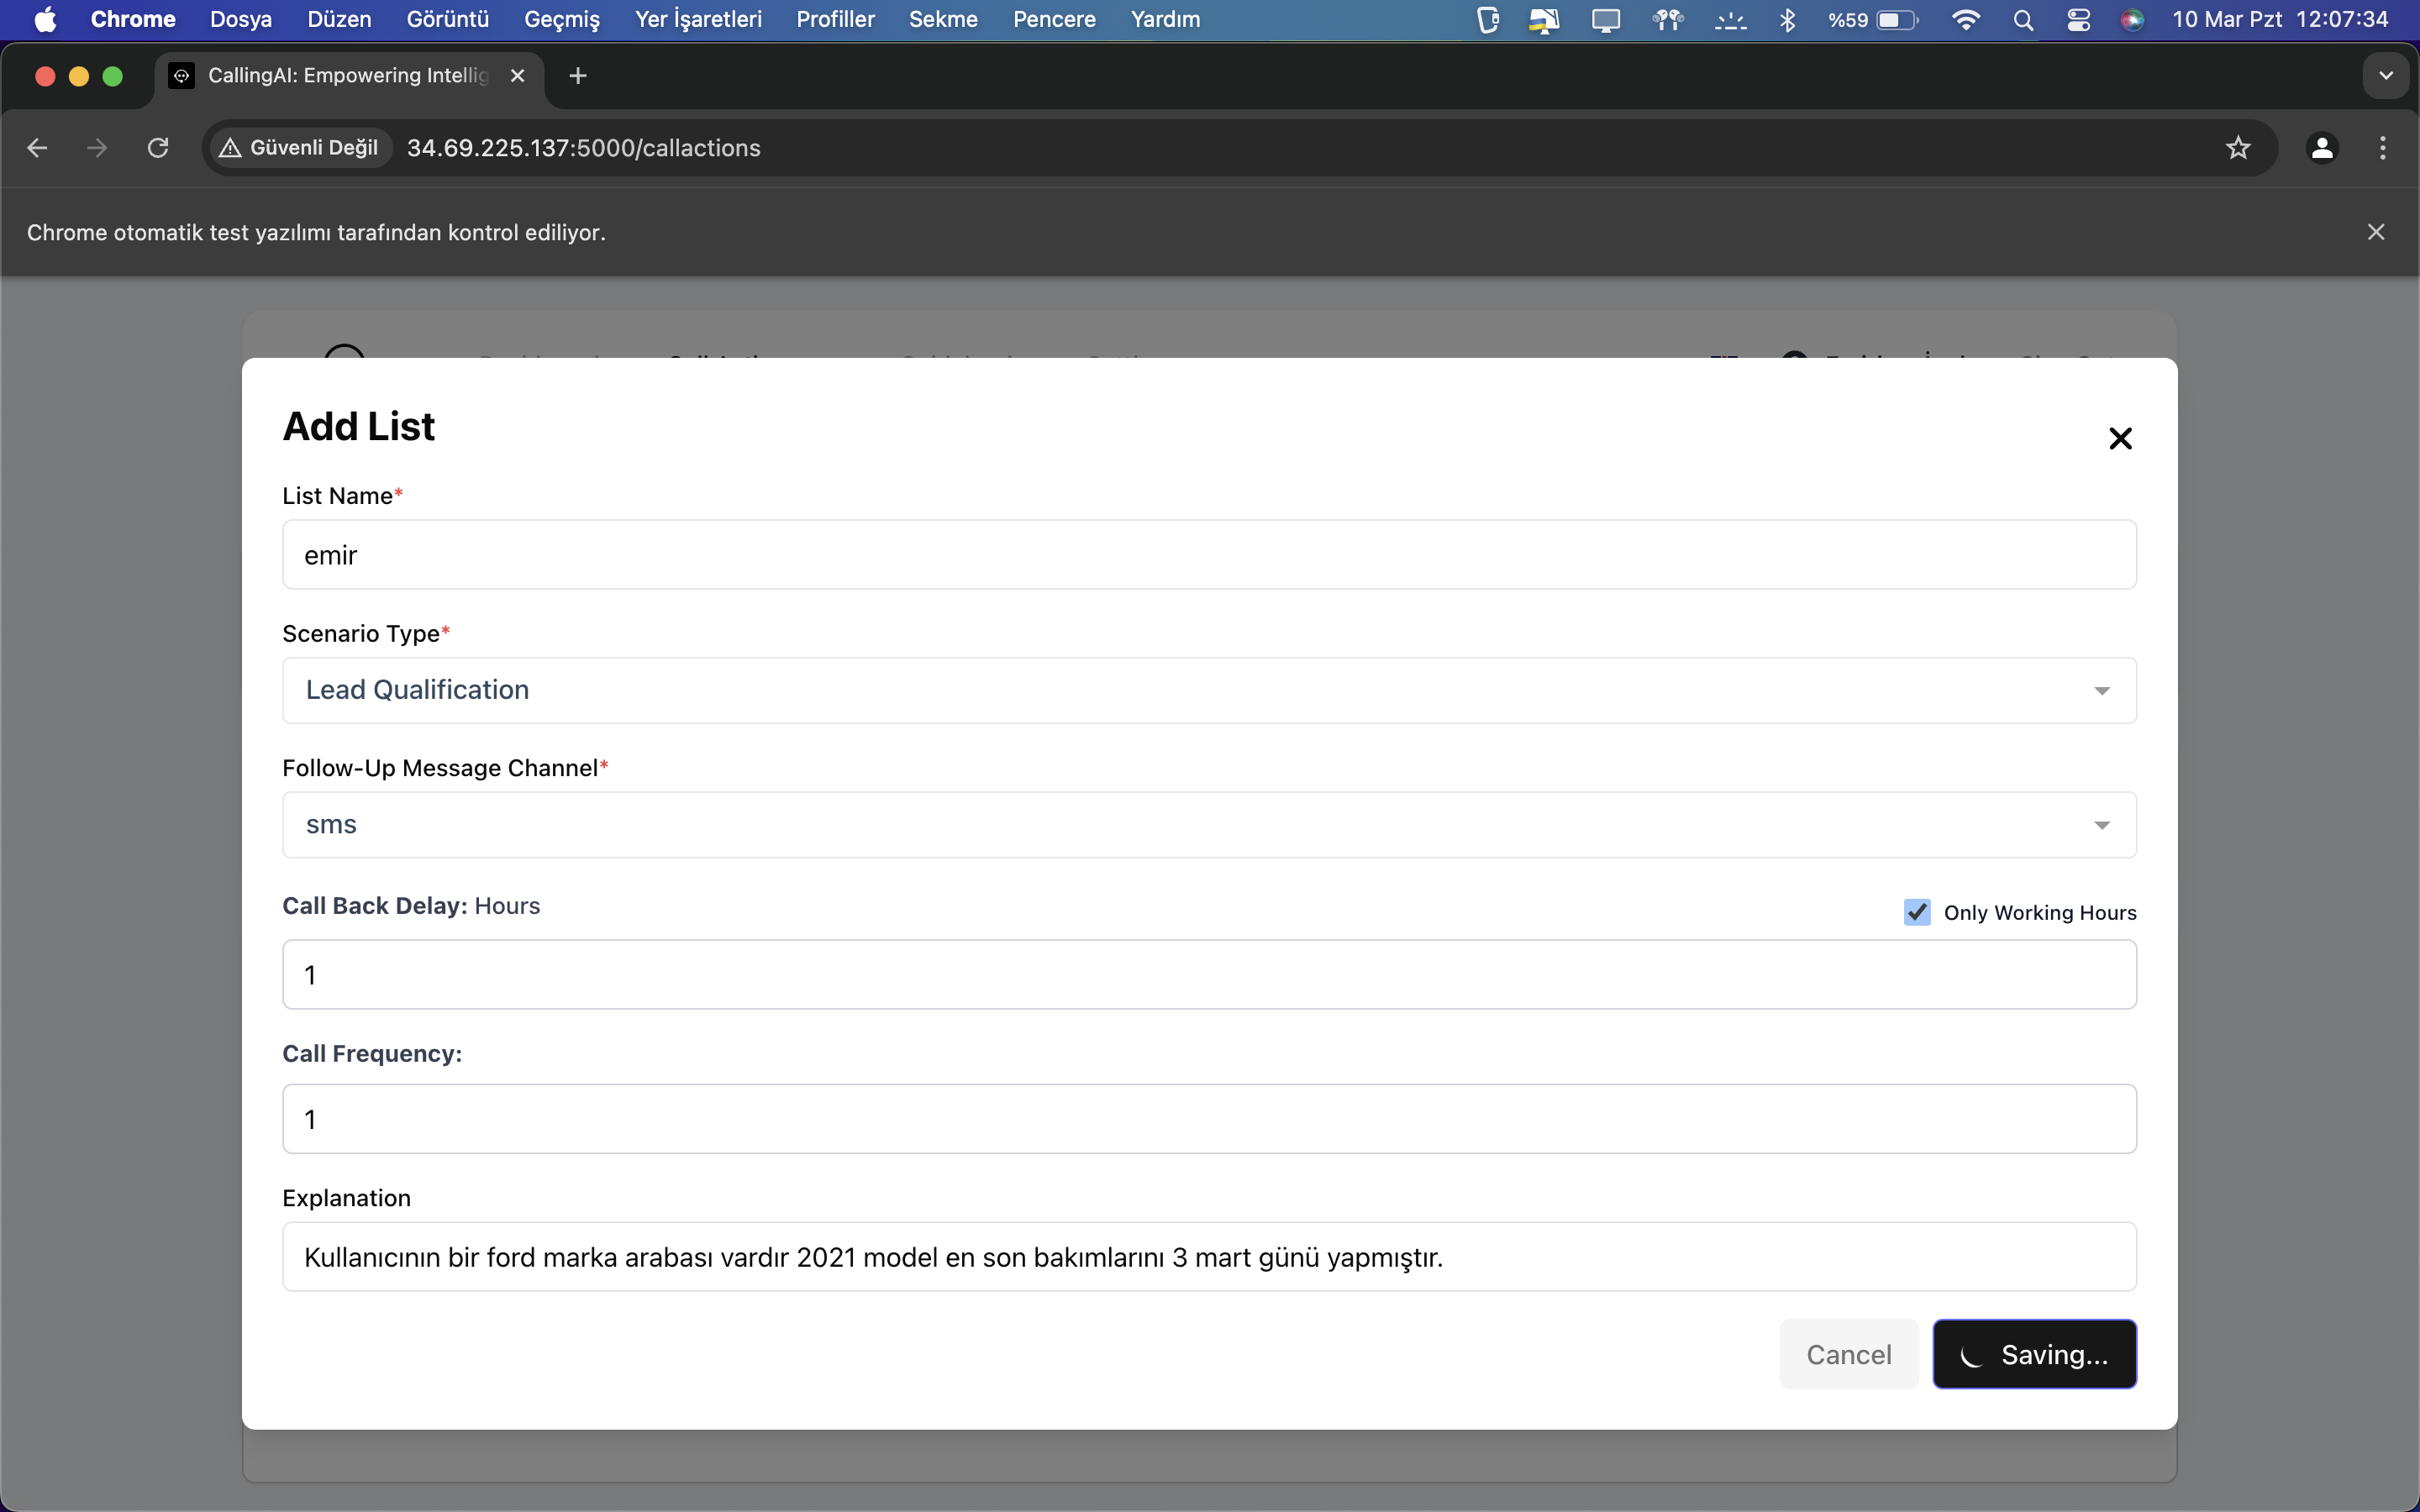 Chrome Dosya Düzen Görüntü Geçmiş Yer İşaretleri Profiller Sekme Pencere Yardım %59 10 Mar Pzt 12:07:34
CallingAI: Empowering Intellig
Güvenli Değil 34.69.225.137:5000/callactions
Chrome otomatik test yazılımı tarafından kontrol ediliyor.
Add List
List Name*
emir
Scenario Type*
Lead Qualification
Follow-Up Message Channel*
sms
Call Back Delay: Hours Only Working Hours
1
Call Frequency:
1
Explanation
Kullanıcının bir ford marka arabası vardır 2021 model en son bakımlarını 3 mart günü yapmıştır.
Cancel Saving...